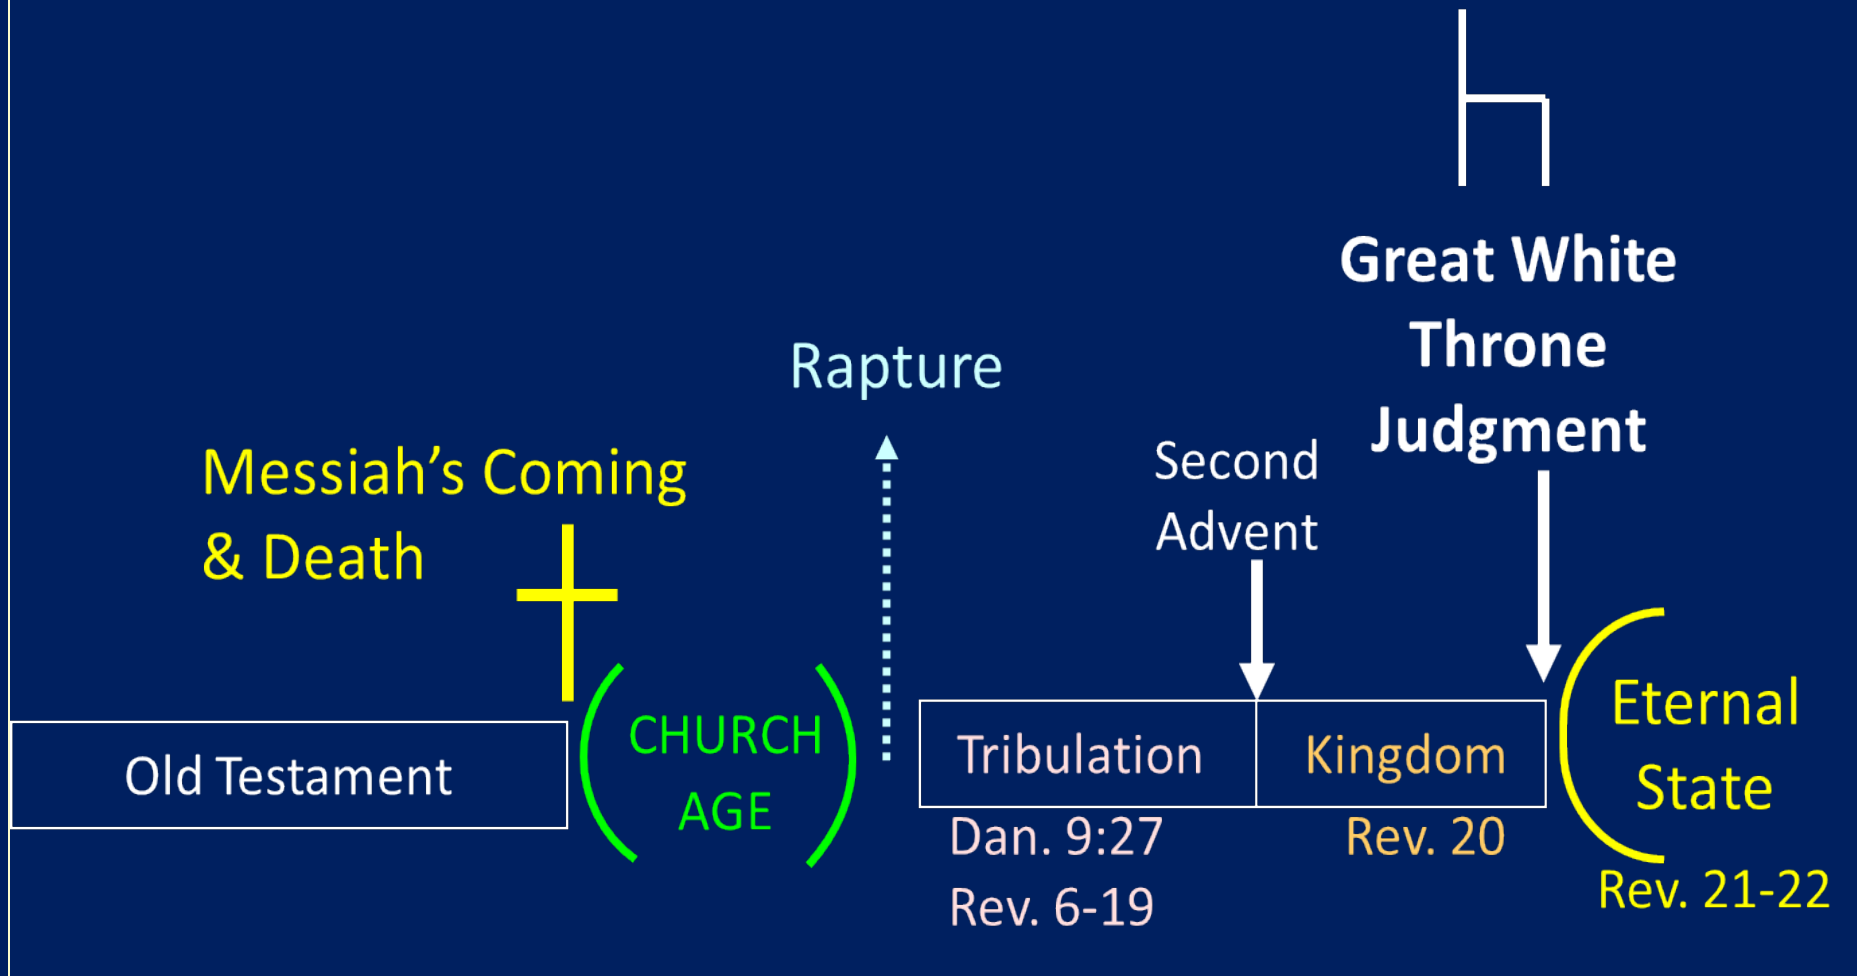 Great White
Throne
Judgment
Rapture
Second
Advent
Messiah’s Coming
& Death
Old Testament
CHURCH
AGE
Tribulation
Kingdom
Eternal
State
Dan. 9:27
Rev. 6-19
Rev. 20
Rev. 21-22